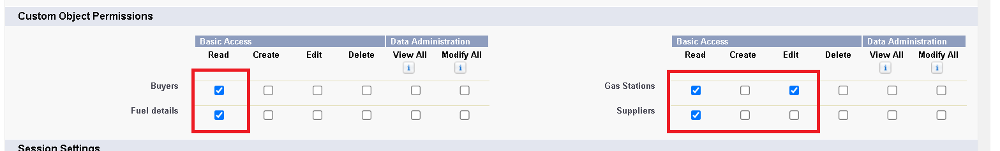 Custom Object Permissions
Basic Access Data Administration
Read Create Edit Delete View All Modify All
i i
Buyers
Fuel details
Basic Access Data Administration
Read Create Edit Delete View All Modify All
i i
Gas Stations
Suppliers
Session Settings